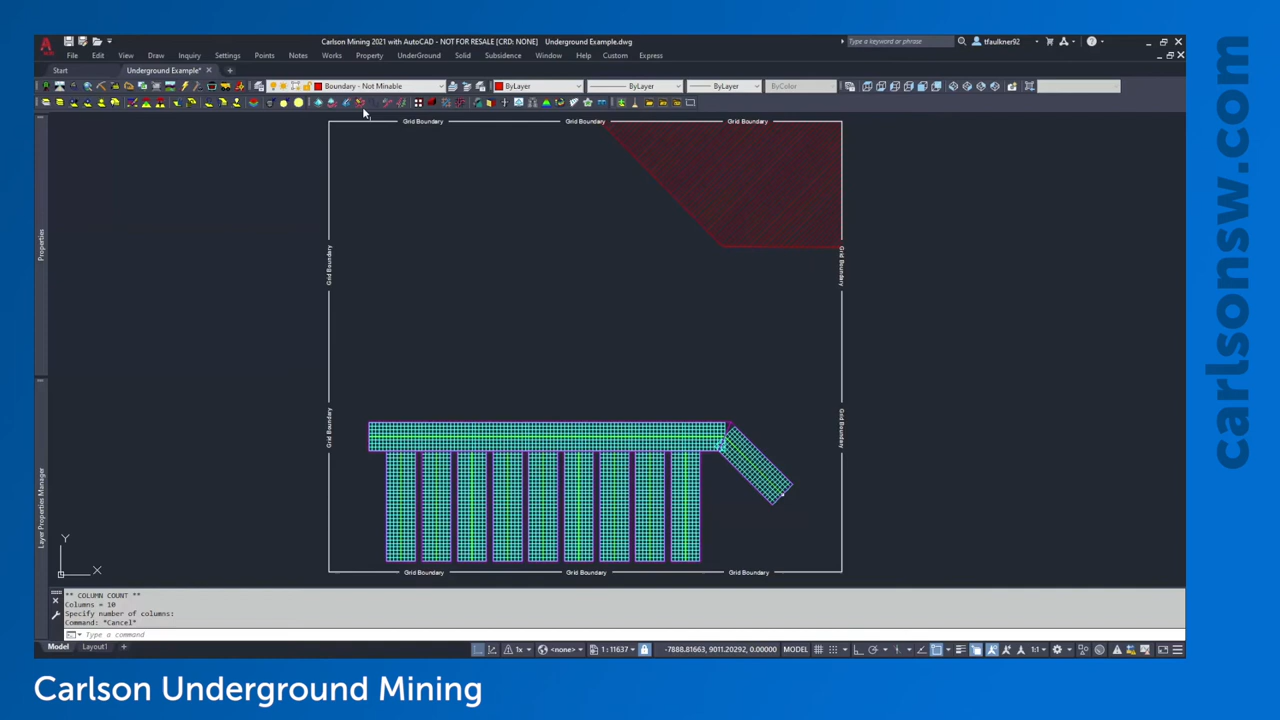 Carlson Mining 2021 with AutoCAD - NOT FOR RESALE [CRD: NONE] Underground Example.dwg
Type a keyword or phrase
tfaulkner92
File Edit View Draw Inquiry Settings Points Notes Works Property UnderGround Solid Subsidence Window Help Custom Express
Start
Underground Example*
Boundary - Not Minable
ByLayer
ByLayer
ByLayer
ByColor
Grid Boundary Grid Boundary Grid Boundary
Properties
Grid Boundary
Grid Boundary
Grid Boundary
Grid Boundary
Layer Properties Manager
Y
X
Grid Boundary Grid Boundary Grid Boundary
** COLUMN COUNT **
Columns = 10
Specify number of columns:
Command: *Cancel*
Type a command
Model Layout1 +
1x
<none>
1 : 11637
-7888.81663, 9011.20292, 0.00000
MODEL
1:1
Carlson Underground Mining
carlsonsw.com